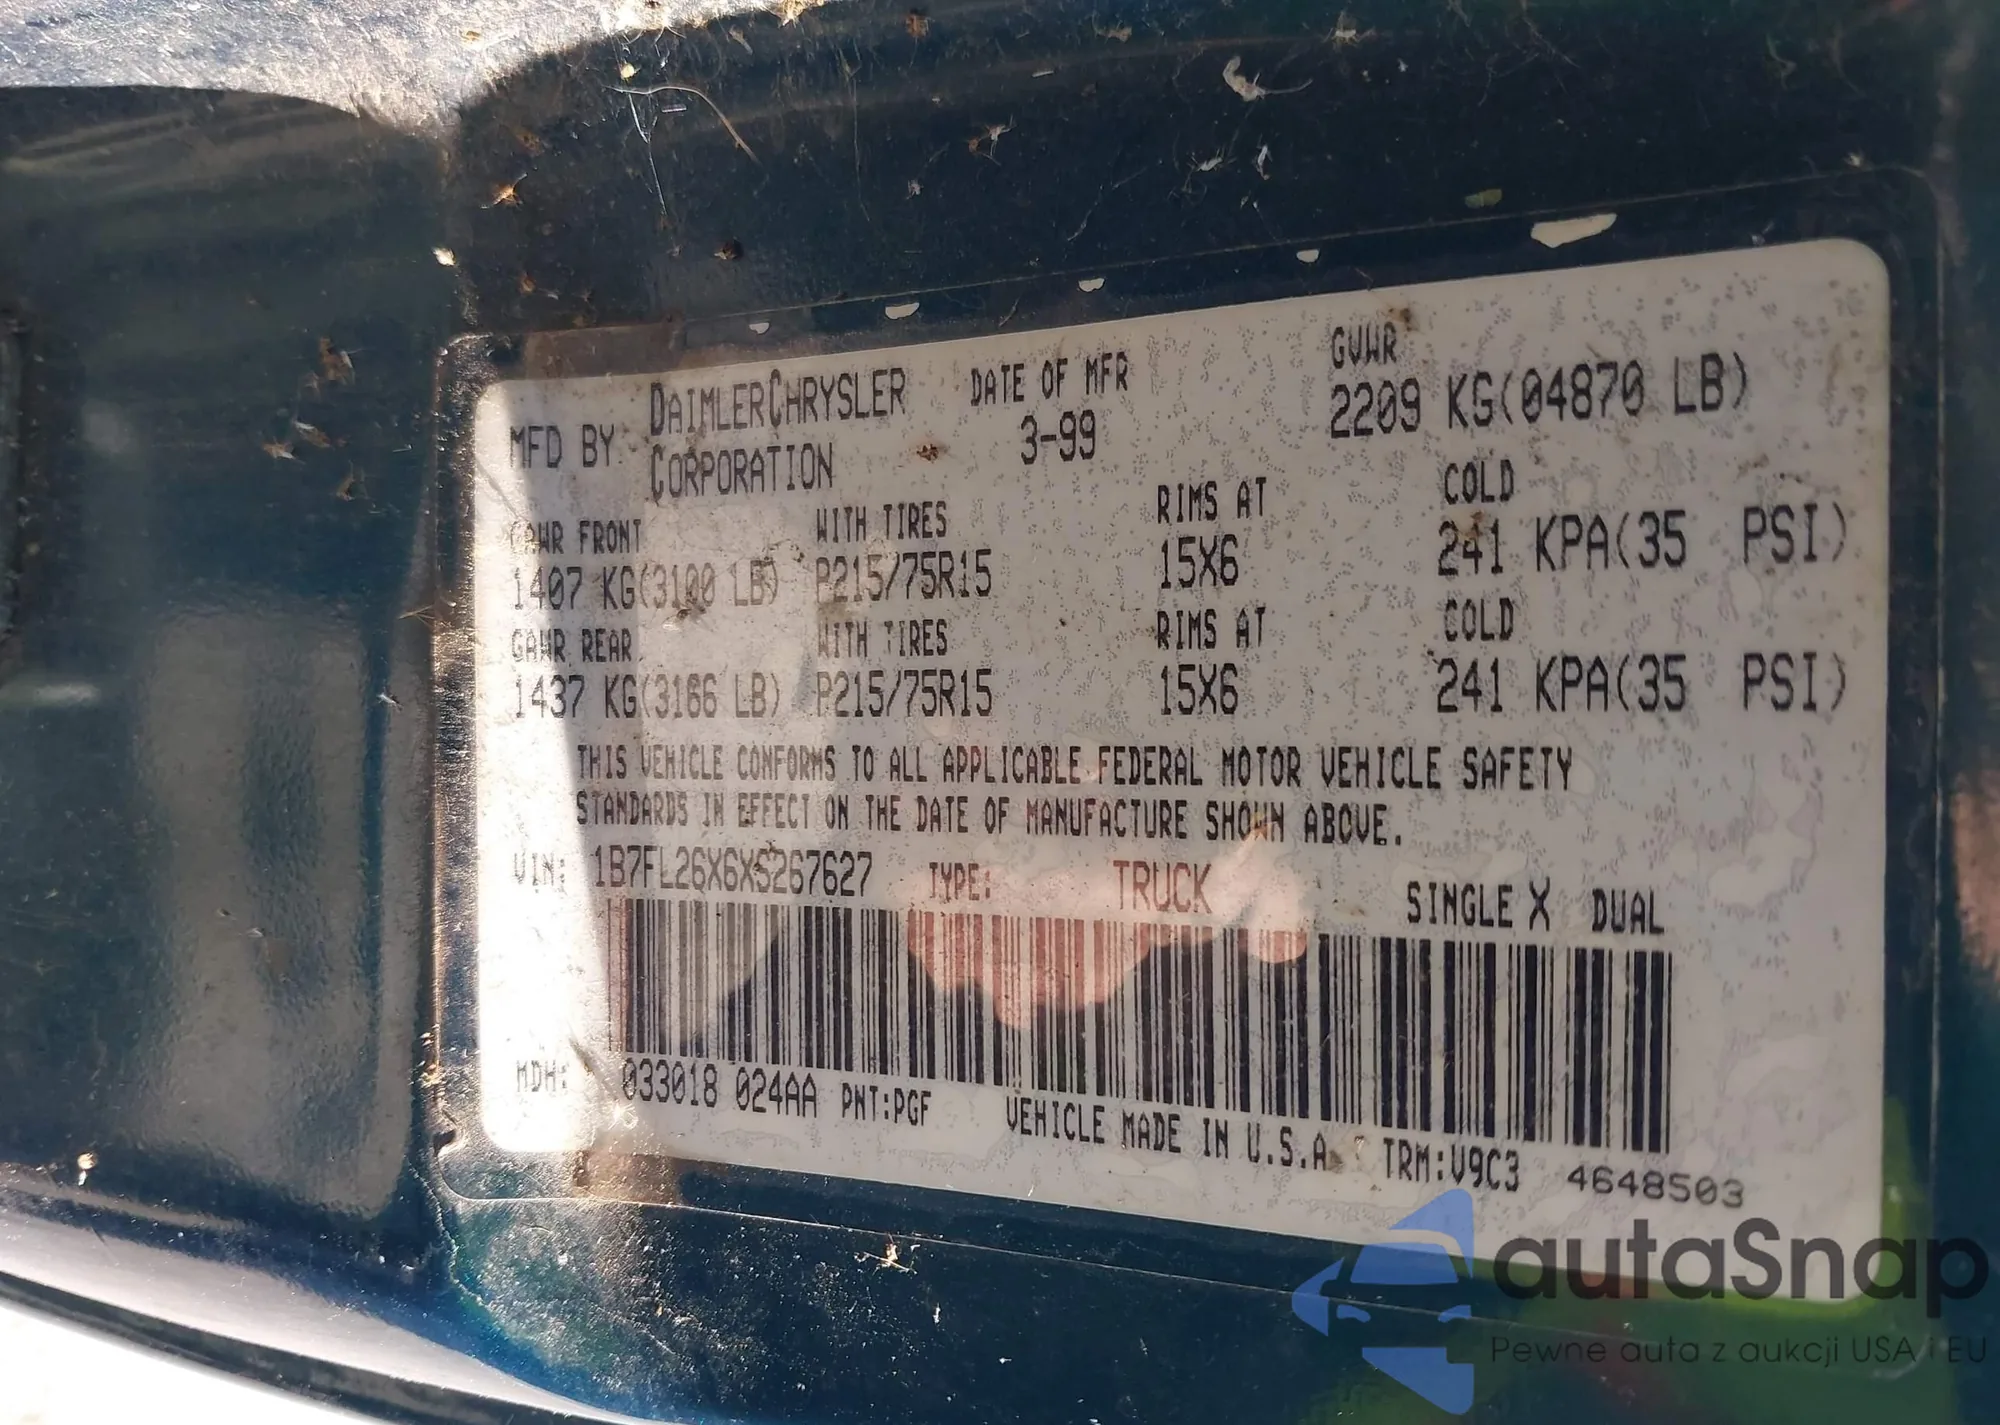 MFD BY DAIMLERCHRYSLER CORPORATION
DATE OF MFR
3-99
GVWR
2209 KG(04870 LB)
GAWR FRONT WITH TIRES RIMS AT COLD
1407 KG(3100 LB) P215/75R15 15X6 241 KPA(35 PSI)
GAWR REAR WITH TIRES RIMS AT COLD
1437 KG(3166 LB) P215/75R15 15X6 241 KPA(35 PSI)
THIS VEHICLE CONFORMS TO ALL APPLICABLE FEDERAL MOTOR VEHICLE SAFETY
STANDARDS IN EFFECT ON THE DATE OF MANUFACTURE SHOWN ABOVE.
VIN: 1B7FL26X6XS267627 TYPE: TRUCK SINGLE X DUAL
MDH: 033018 024AA PNT:PGF VEHICLE MADE IN U.S.A TRM:V9C3 4648503
autaSnap
Pewne auta z aukcji USA i EU